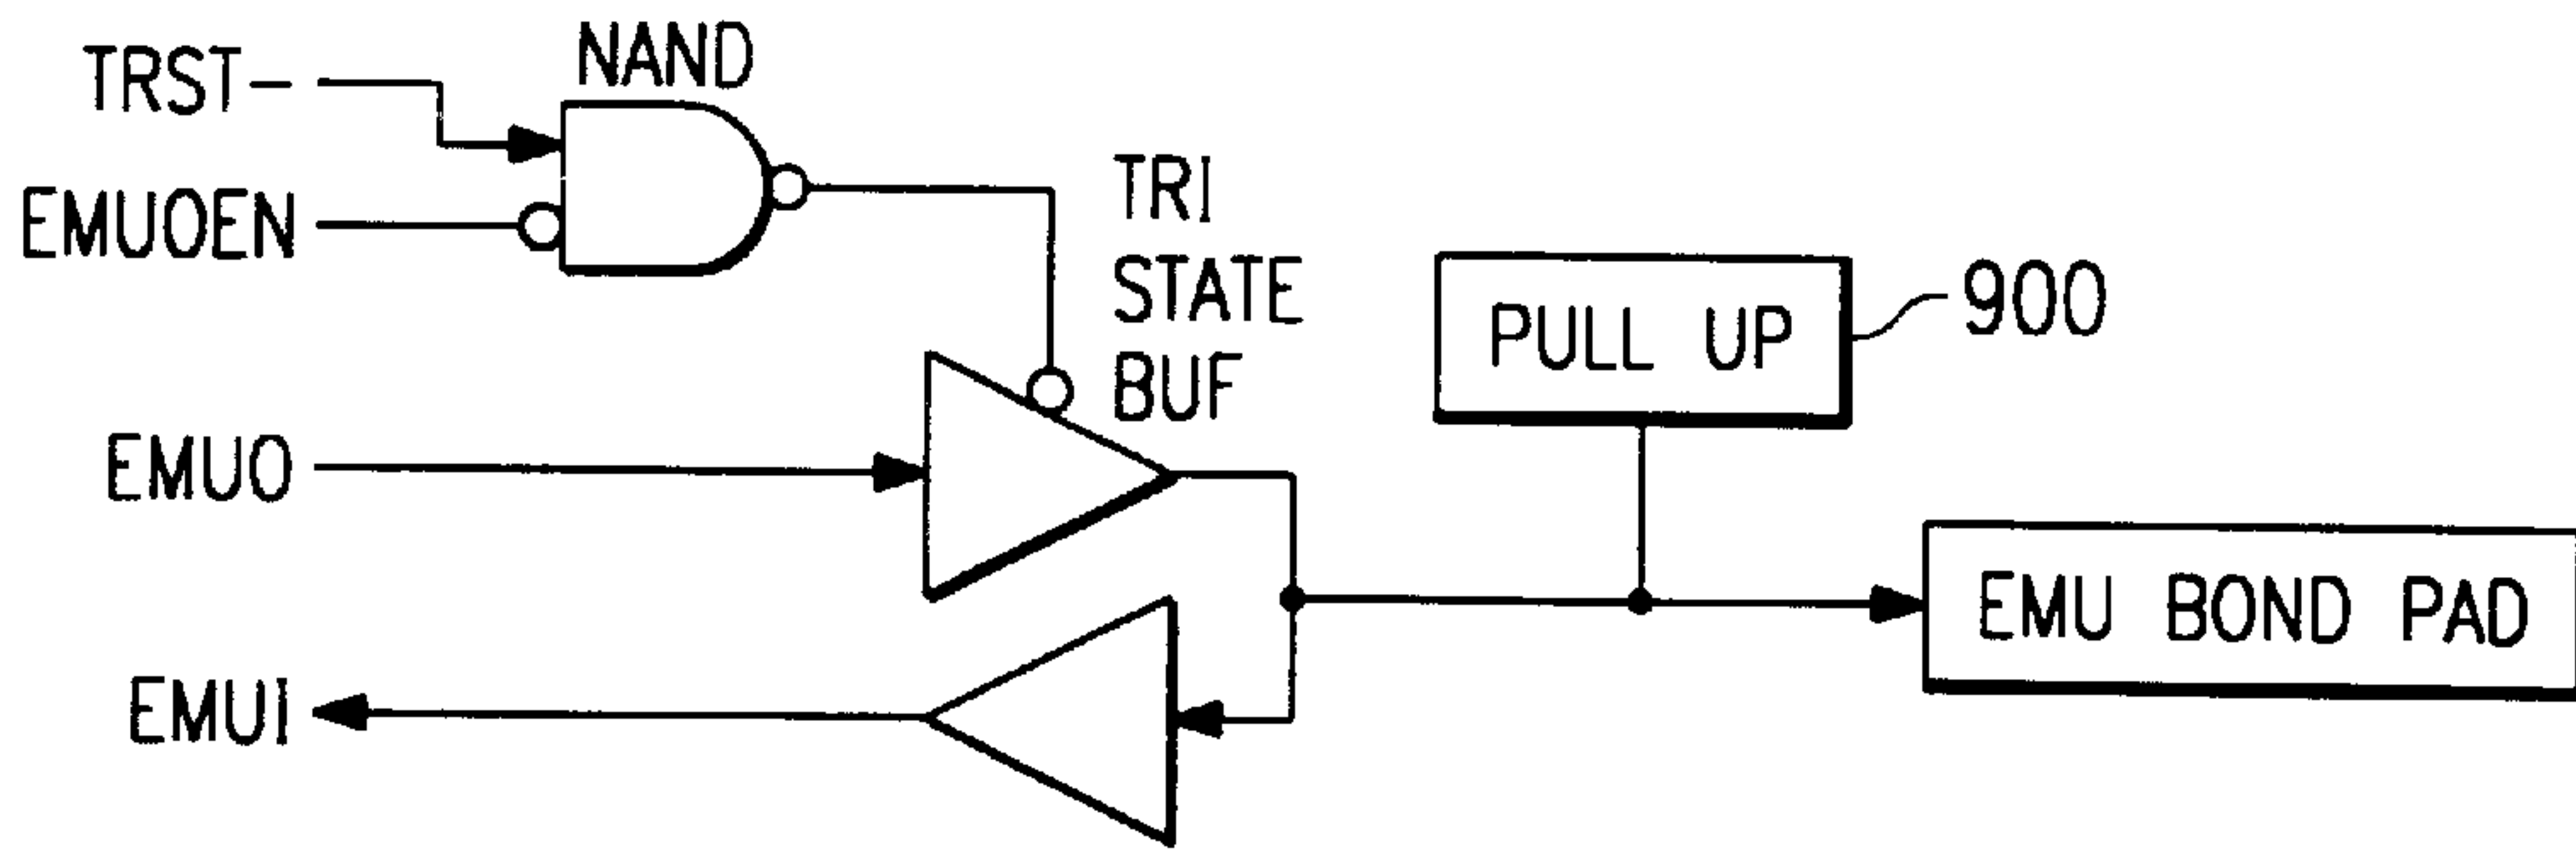 TRST-
NAND
EMUOEN
TRI
STATE
BUF
PULL UP
900
EMUO
EMU BOND PAD
EMUI